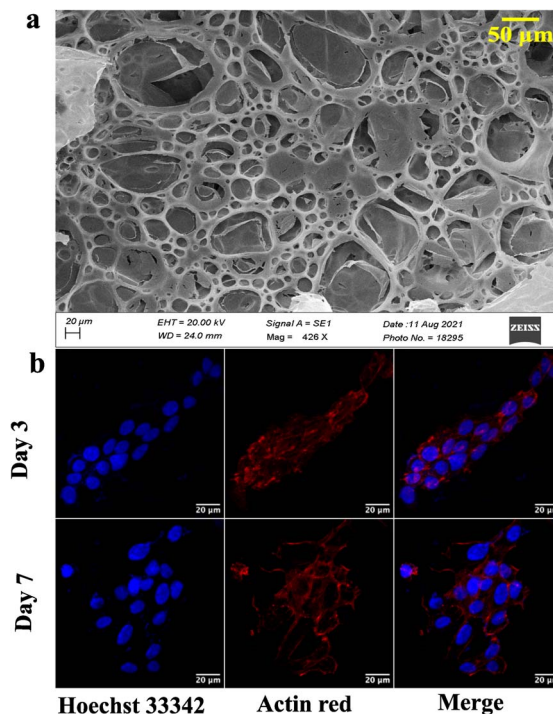 a
50 µm
20 µm
EHT = 20.00 kV
WD = 24.0 mm
Signal A = SE1
Mag = 426 X
Date :11 Aug 2021
Photo No. = 18295
ZEISS
b
Day 3
20 µm
20 µm
20 µm
Day 7
20 µm
20 µm
20 µm
Hoechst 33342
Actin red
Merge